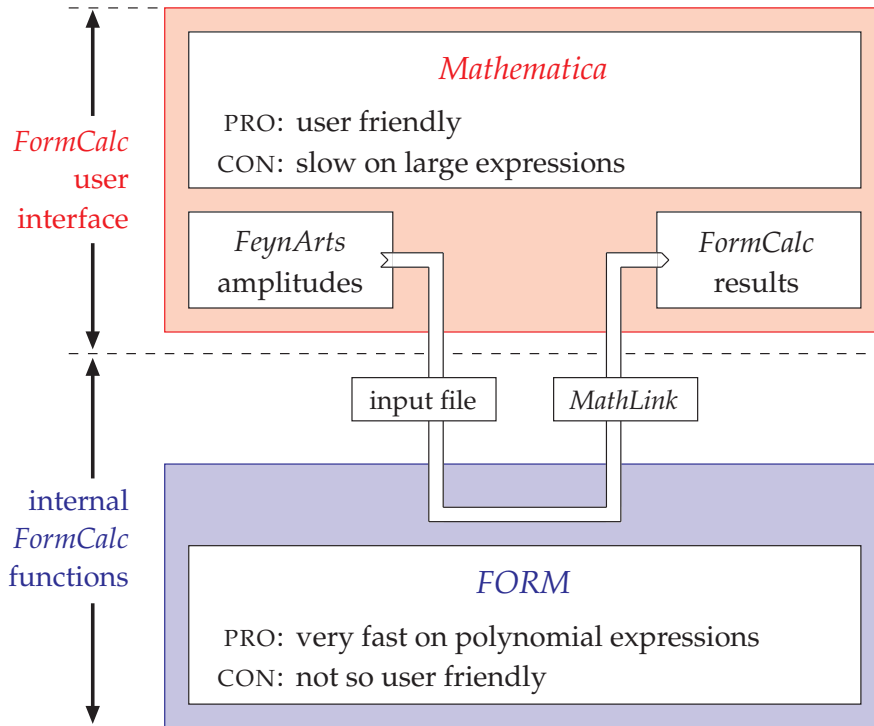 Mathematica
PRO: user friendly
CON: slow on large expressions
FormCalc
user
interface
FeynArts
amplitudes
FormCalc
results
input file
MathLink
internal
FormCalc
functions
FORM
PRO: very fast on polynomial expressions
CON: not so user friendly